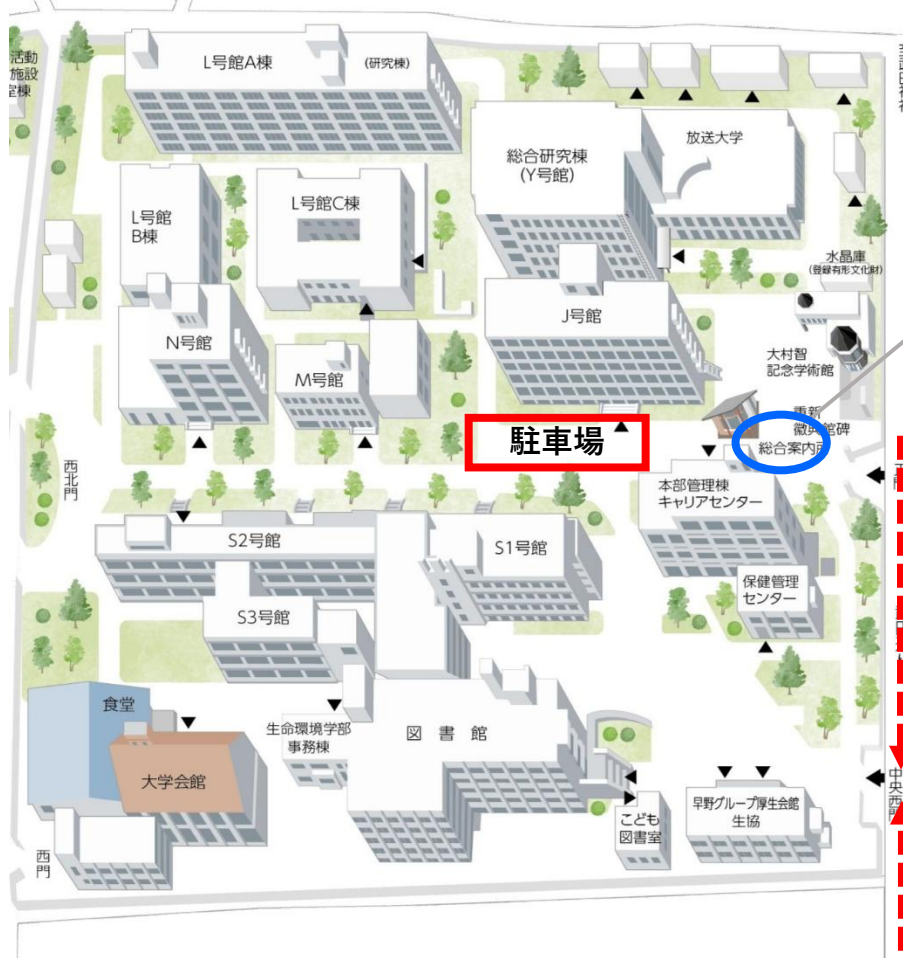 活動
施設
L号館A棟
(研究棟)
総合研究棟
(Y号館)
放送大学
L号館
B棟
L号館C棟
水晶庫
(登録有形文化財)
J号館
N号館
M号館
大村智
記念学術館
重新
徽典館碑
駐車場
総合案内
西北門
本部管理棟
キャリアセンター
S2号館
S1号館
保健管理
センター
S3号館
食堂
生命環境学部
事務棟
図書館
大学会館
中央西門
早野グループ厚生会館
生協
こども
図書室
西門